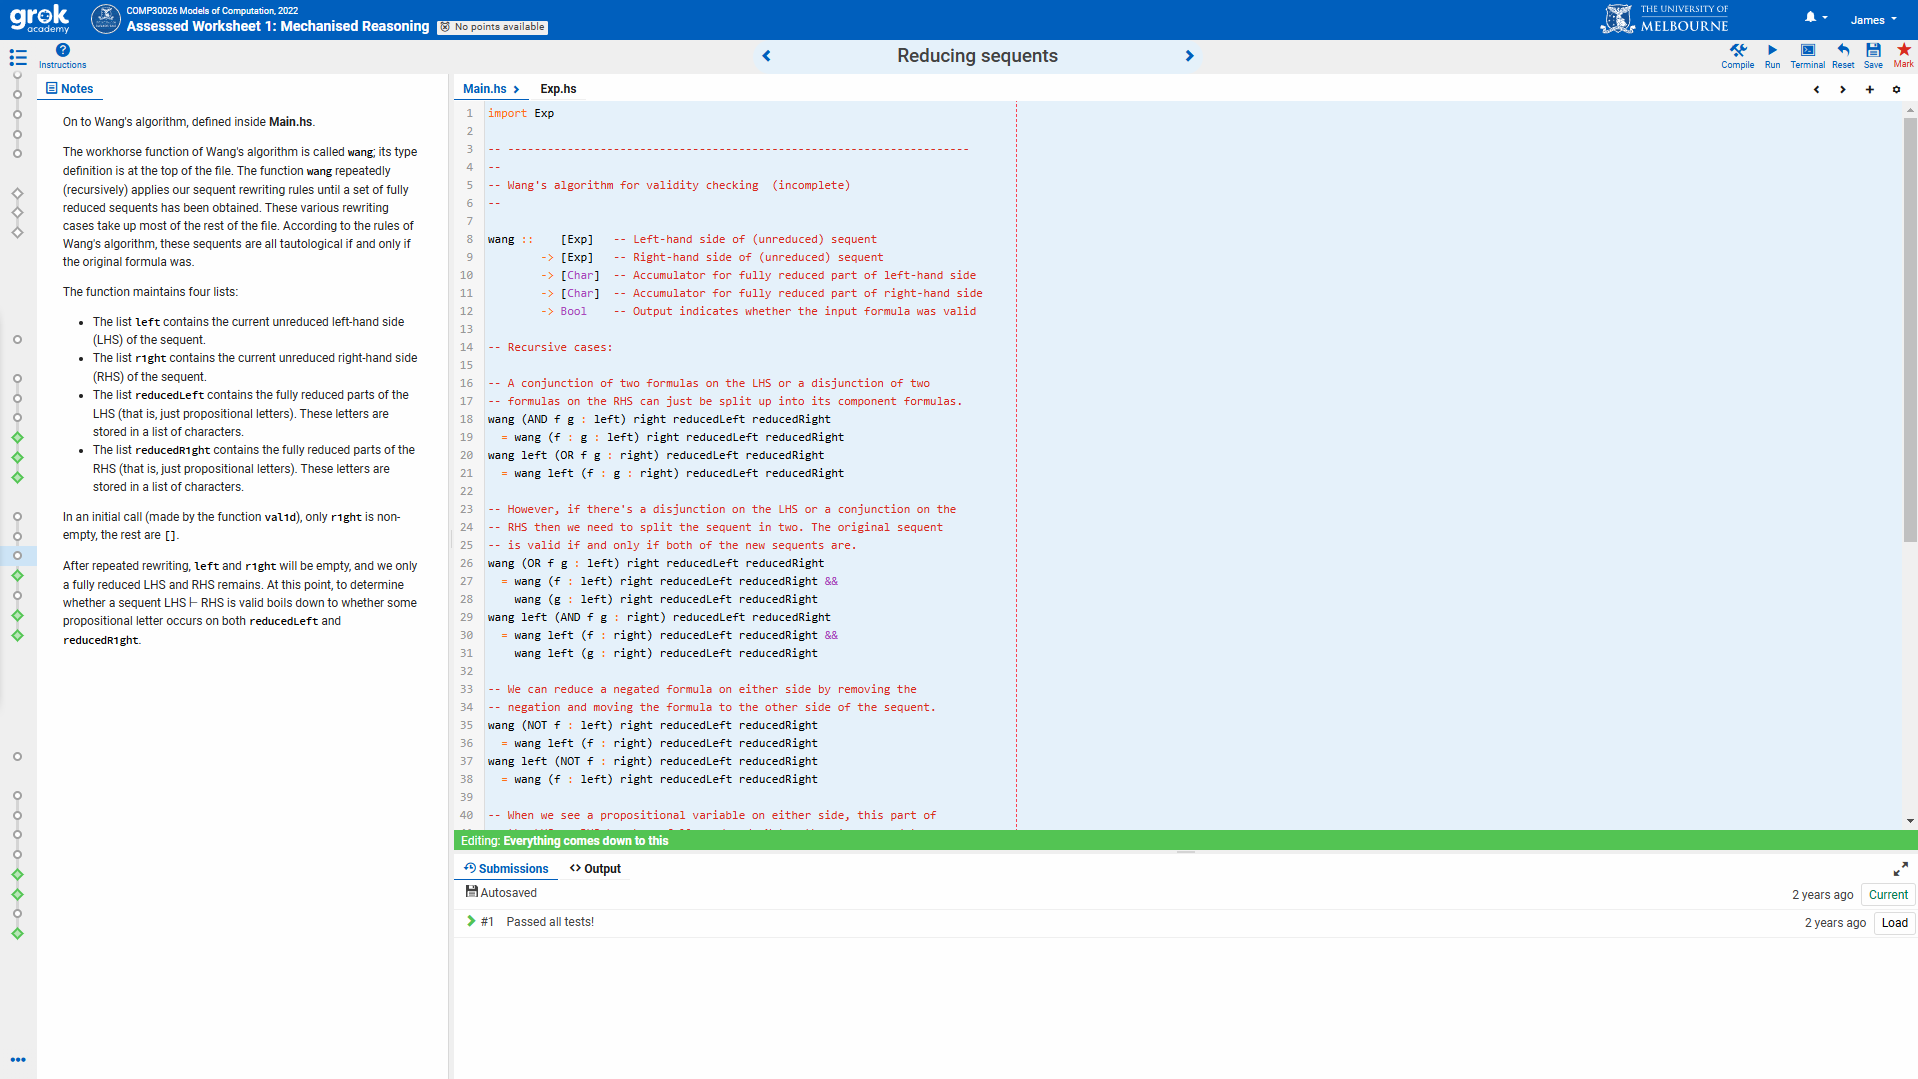 grok academy
COMP30026 Models of Computation, 2022
Assessed Worksheet 1: Mechanised Reasoning
No points available
THE UNIVERSITY OF
MELBOURNE
James
Instructions
Reducing sequents
Compile
Run
Terminal
Reset
Save
Mark
Notes
On to Wang's algorithm, defined inside Main.hs.
The workhorse function of Wang's algorithm is called wang; its type
definition is at the top of the file. The function wang repeatedly
(recursively) applies our sequent rewriting rules until a set of fully
reduced sequents has been obtained. These various rewriting
cases take up most of the rest of the file. According to the rules of
Wang's algorithm, these sequents are all tautological if and only if
the original formula was.
The function maintains four lists:
• The list left contains the current unreduced left-hand side
(LHS) of the sequent.
• The list right contains the current unreduced right-hand side
(RHS) of the sequent.
• The list reducedLeft contains the fully reduced parts of the
LHS (that is, just propositional letters). These letters are
stored in a list of characters.
• The list reducedRight contains the fully reduced parts of the
RHS (that is, just propositional letters). These letters are
stored in a list of characters.
In an initial call (made by the function valid), only right is non-
empty, the rest are [].
After repeated rewriting, left and right will be empty, and we only
a fully reduced LHS and RHS remains. At this point, to determine
whether a sequent LHS ⊢ RHS is valid boils down to whether some
propositional letter occurs on both reducedLeft and
reducedRight.
Main.hs
Exp.hs
1 import Exp
2
3 -- ----------------------------------------------------------------------
4 --
5 -- Wang's algorithm for validity checking  (incomplete)
6 --
7
8 wang ::    [Exp]   -- Left-hand side of (unreduced) sequent
9         -> [Exp]   -- Right-hand side of (unreduced) sequent
10         -> [Char]  -- Accumulator for fully reduced part of left-hand side
11         -> [Char]  -- Accumulator for fully reduced part of right-hand side
12         -> Bool    -- Output indicates whether the input formula was valid
13
14 -- Recursive cases:
15
16 -- A conjunction of two formulas on the LHS or a disjunction of two
17 -- formulas on the RHS can just be split up into its component formulas.
18 wang (AND f g : left) right reducedLeft reducedRight
19   = wang (f : g : left) right reducedLeft reducedRight
20 wang left (OR f g : right) reducedLeft reducedRight
21   = wang left (f : g : right) reducedLeft reducedRight
22
23 -- However, if there's a disjunction on the LHS or a conjunction on the
24 -- RHS then we need to split the sequent in two. The original sequent
25 -- is valid if and only if both of the new sequents are.
26 wang (OR f g : left) right reducedLeft reducedRight
27   = wang (f : left) right reducedLeft reducedRight &&
28     wang (g : left) right reducedLeft reducedRight
29 wang left (AND f g : right) reducedLeft reducedRight
30   = wang left (f : right) reducedLeft reducedRight &&
31     wang left (g : right) reducedLeft reducedRight
32
33 -- We can reduce a negated formula on either side by removing the
34 -- negation and moving the formula to the other side of the sequent.
35 wang (NOT f : left) right reducedLeft reducedRight
36   = wang left (f : right) reducedLeft reducedRight
37 wang left (NOT f : right) reducedLeft reducedRight
38   = wang (f : left) right reducedLeft reducedRight
39
40 -- When we see a propositional variable on either side, this part of
Editing: Everything comes down to this
Submissions
Output
Autosaved
2 years ago
Current
#1 Passed all tests!
2 years ago
Load